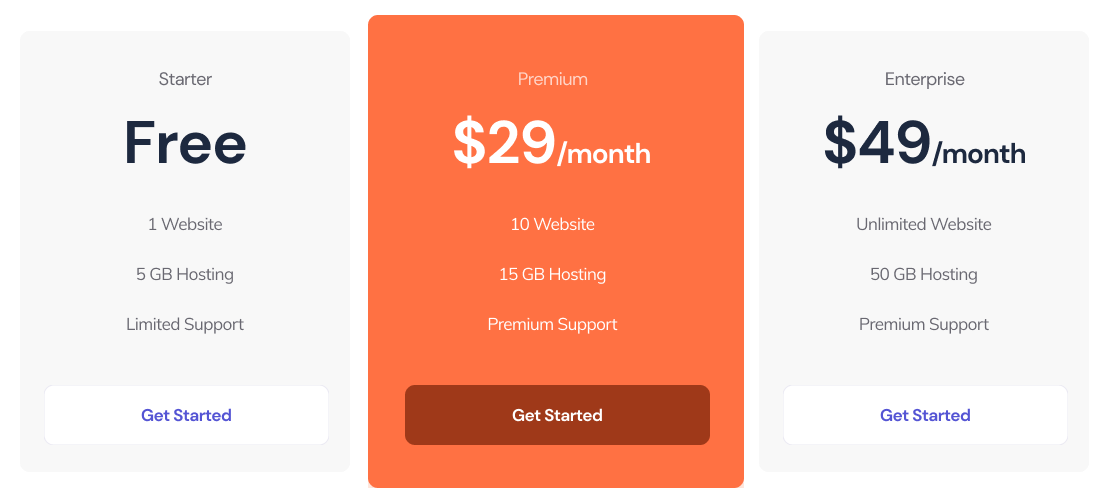 Starter
Free
1 Website
5 GB Hosting
Limited Support
Get Started
Premium
$29/month
10 Website
15 GB Hosting
Premium Support
Get Started
Enterprise
$49/month
Unlimited Website
50 GB Hosting
Premium Support
Get Started